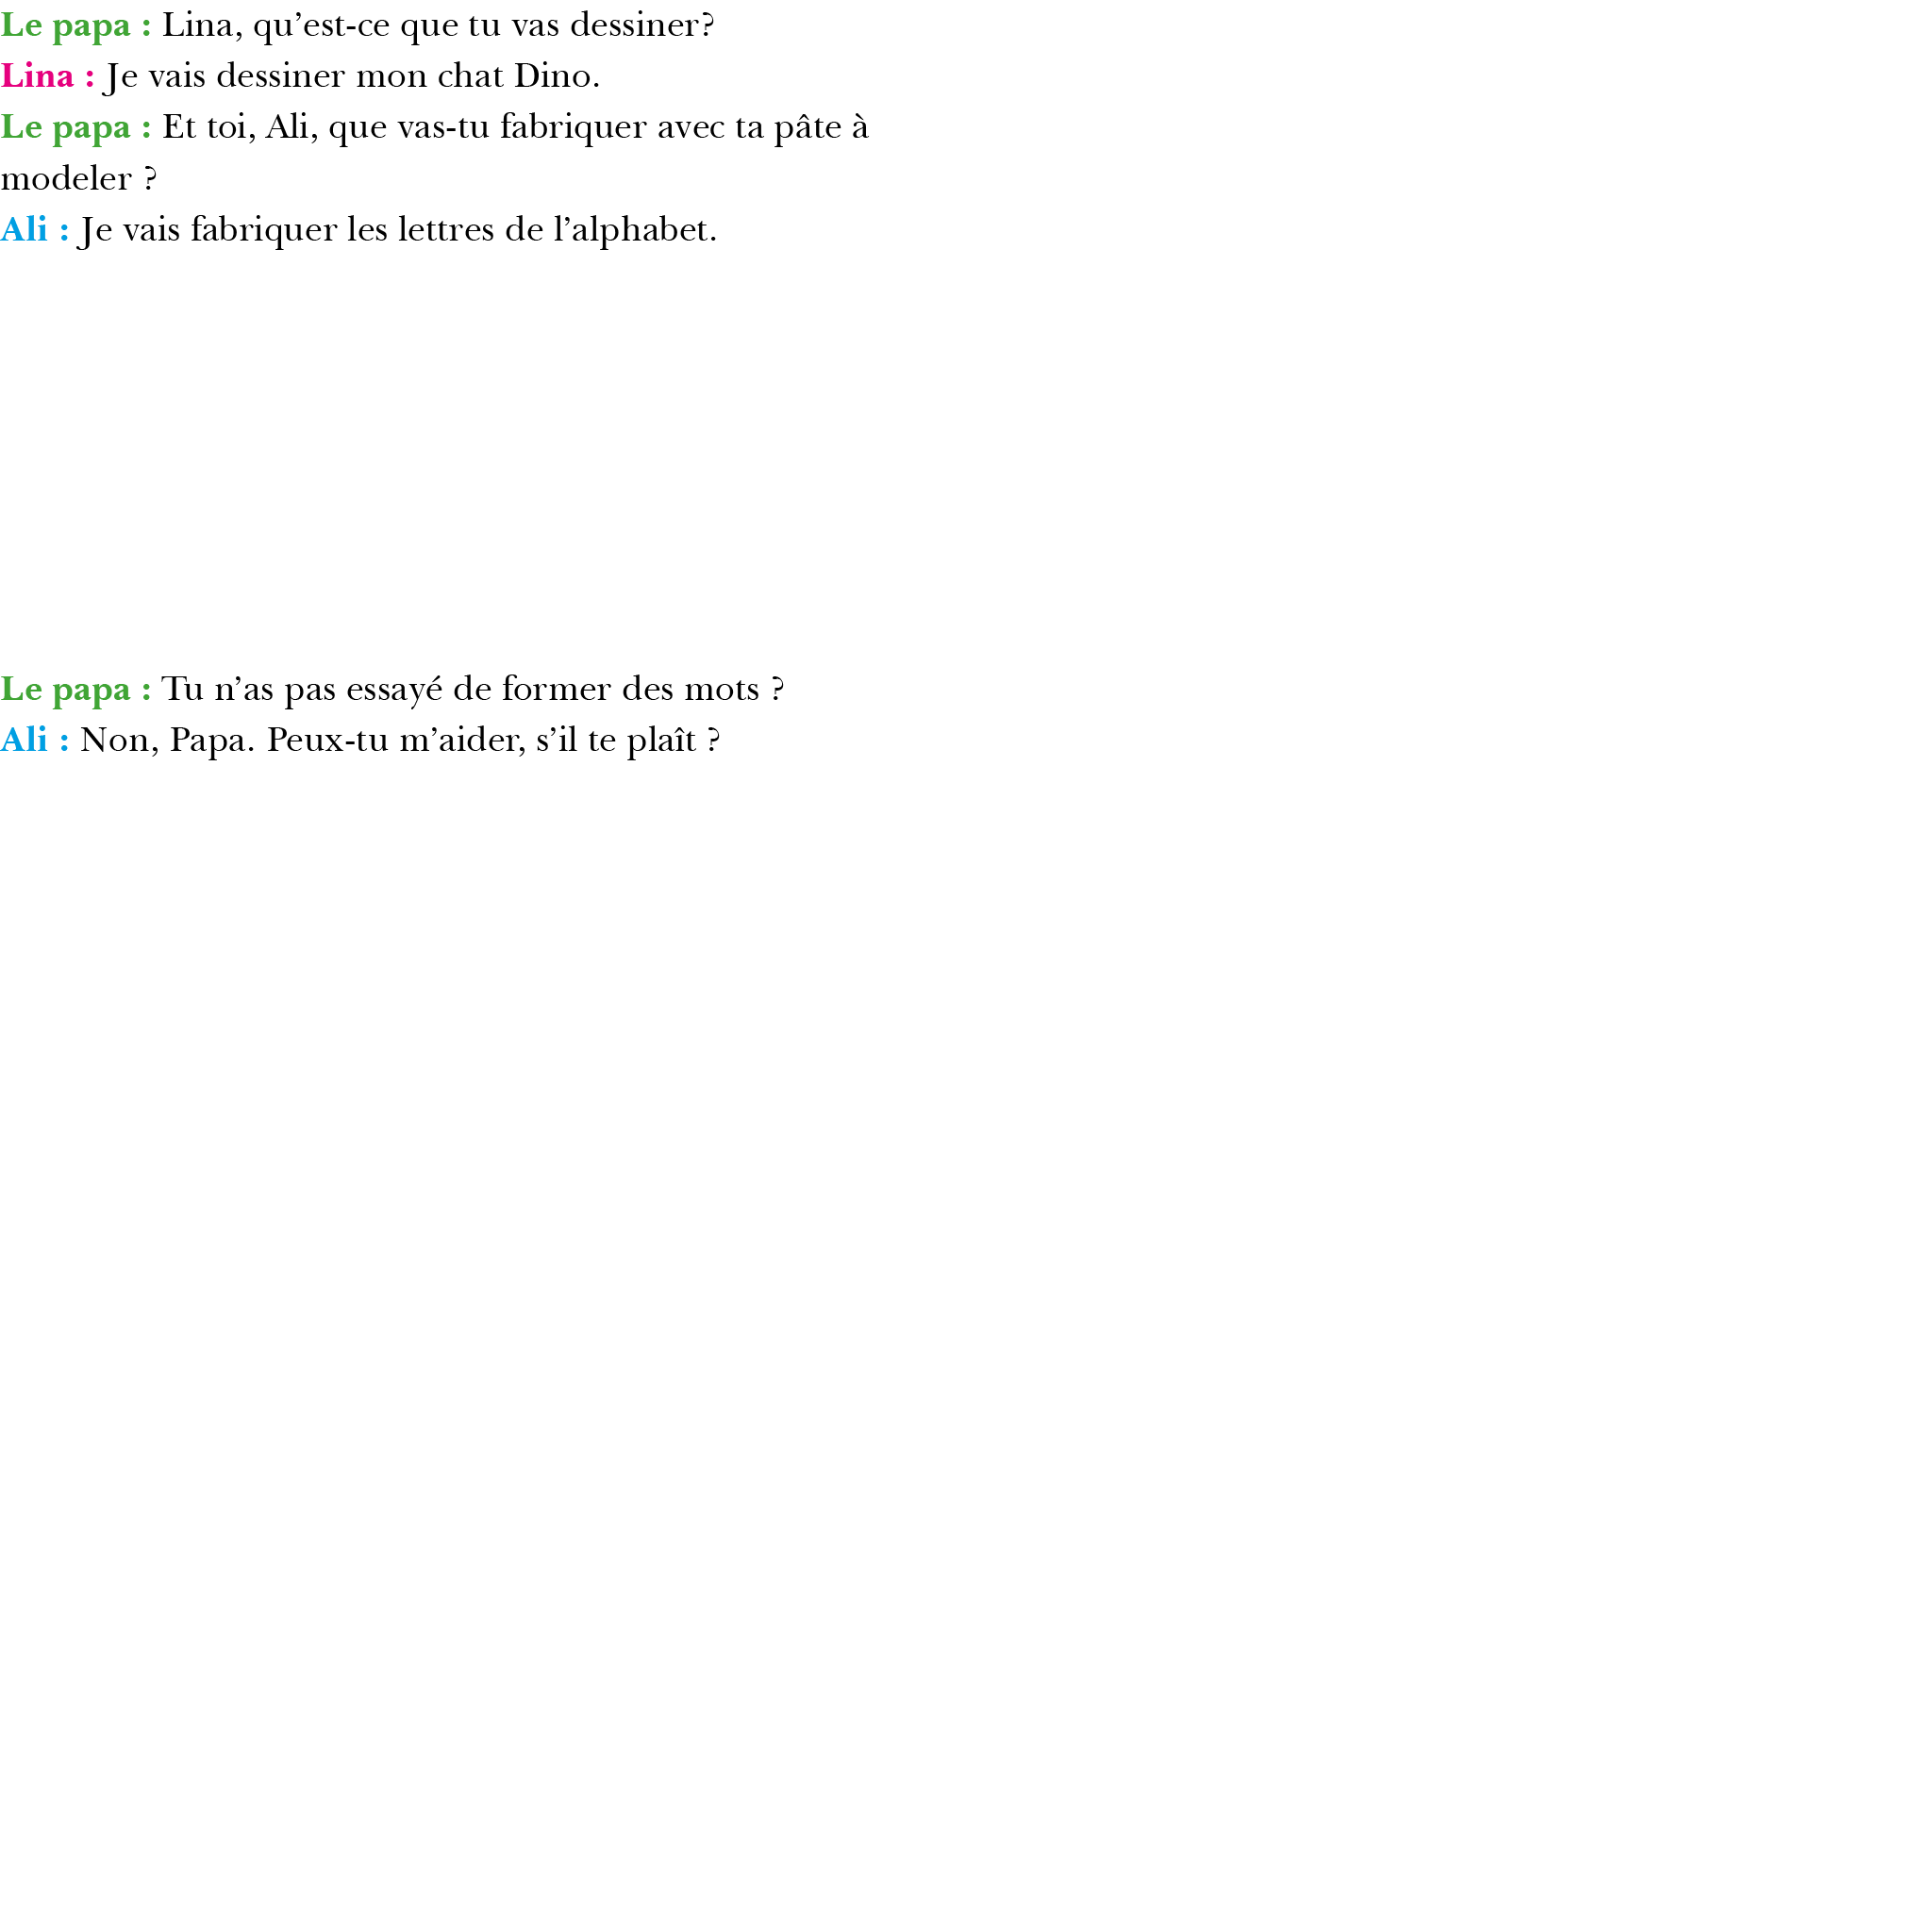 Le papa : Lina, qu’est-ce que tu vas dessiner?
Lina : Je vais dessiner mon chat Dino.
Le papa : Et toi, Ali, que vas-tu fabriquer avec ta pâte à
modeler ?
Ali : Je vais fabriquer les lettres de l’alphabet.
Le papa : Tu n’as pas essayé de former des mots ?
Ali : Non, Papa. Peux-tu m’aider, s’il te plaît ?